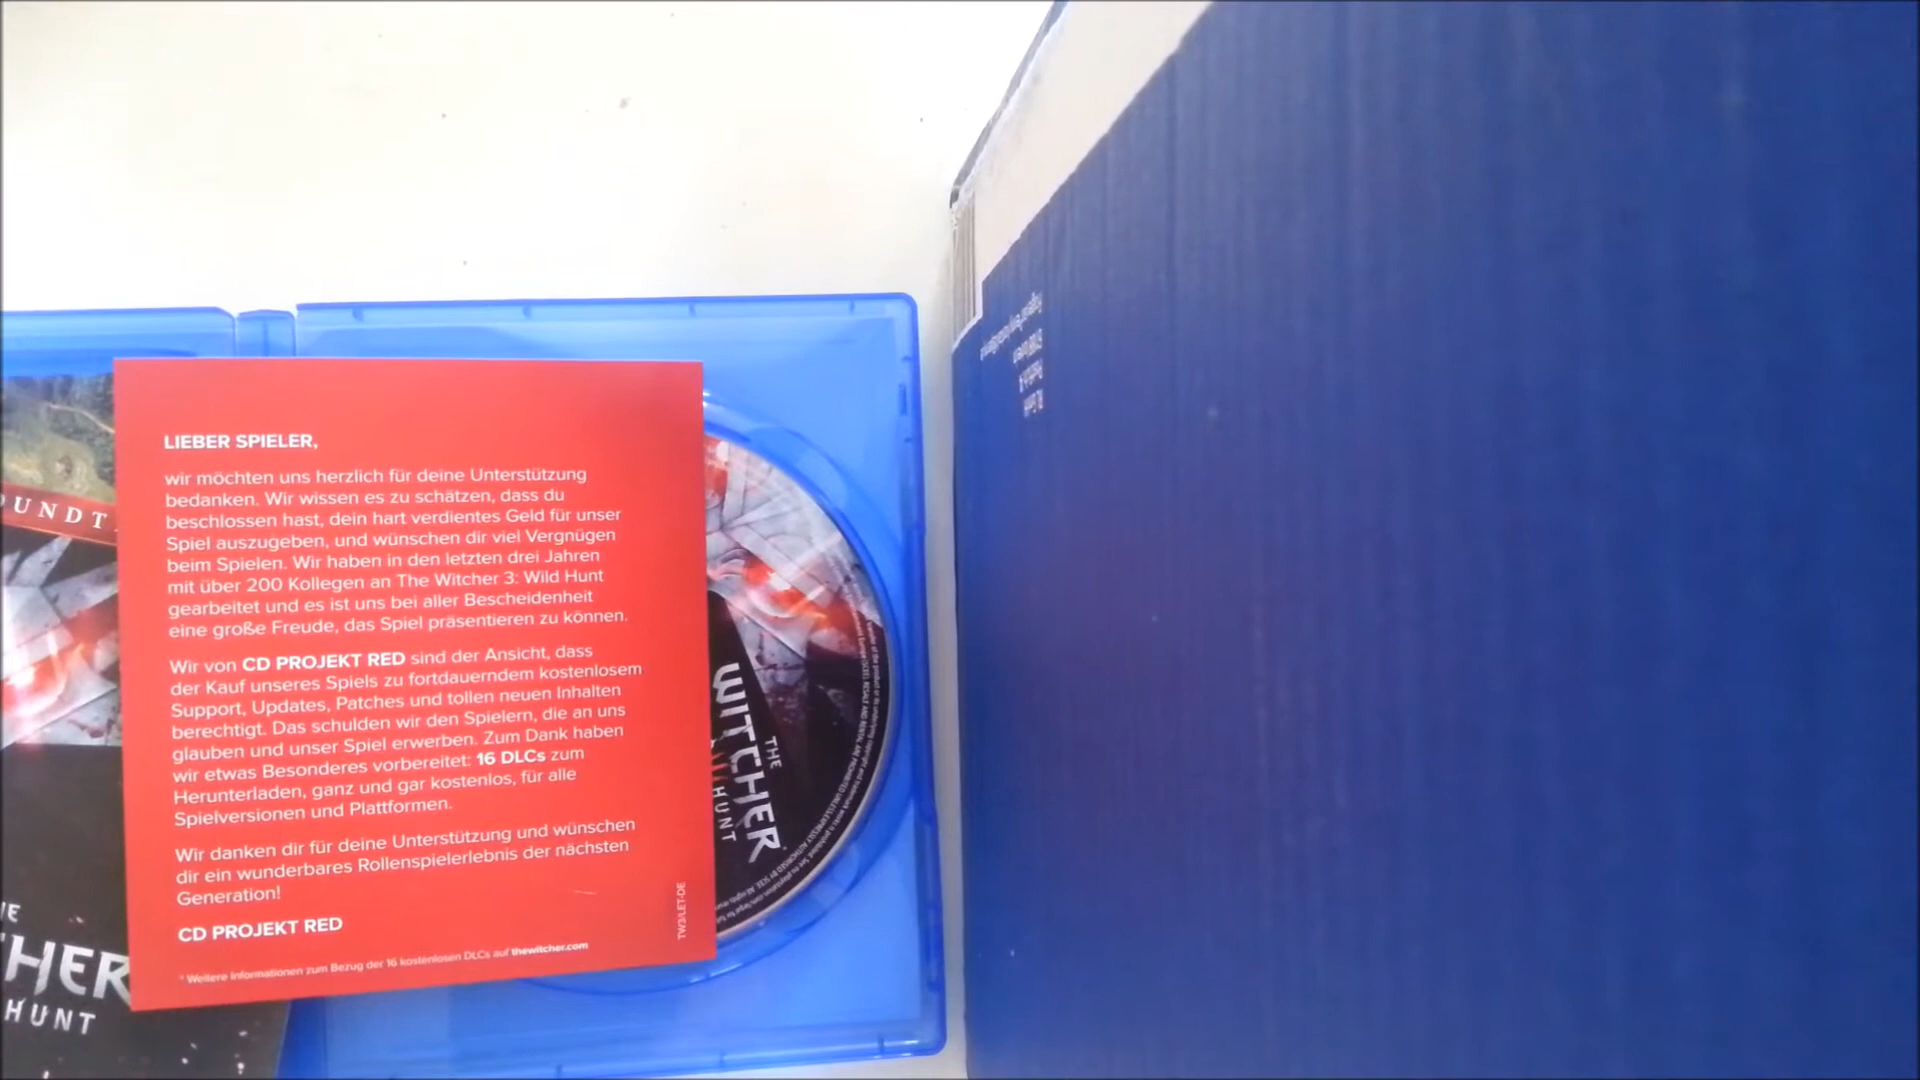 LIEBER SPIELER,
wir möchten uns herzlich für deine Unterstützung
bedanken. Wir wissen es zu schätzen, dass du
beschlossen hast, dein hart verdientes Geld für unser
Spiel auszugeben, und wünschen dir viel Vergnügen
beim Spielen. Wir haben in den letzten drei Jahren
mit über 200 Kollegen an The Witcher 3: Wild Hunt
gearbeitet und es ist uns bei aller Bescheidenheit
eine große Freude, das Spiel präsentieren zu können.
Wir von CD PROJEKT RED sind der Ansicht, dass
der Kauf unseres Spiels zu fortdauerndem kostenlosem
Support, Updates, Patches und tollen neuen Inhalten
berechtigt. Das schulden wir den Spielern, die an uns
glauben und unser Spiel erwerben. Zum Dank haben
wir etwas Besonderes vorbereitet: 16 DLCs zum
Herunterladen, ganz und gar kostenlos, für alle
Spielversionen und Plattformen.
Wir danken dir für deine Unterstützung und wünschen
dir ein wunderbares Rollenspielerlebnis der nächsten
Generation!
CD PROJEKT RED
* Weitere Informationen zum Bezug der 16 kostenlosen DLCs auf thewitcher.com
TW3/LET-DE
OUNDT
HE
CHER
HUNT
THE
WITCHER
HUNT